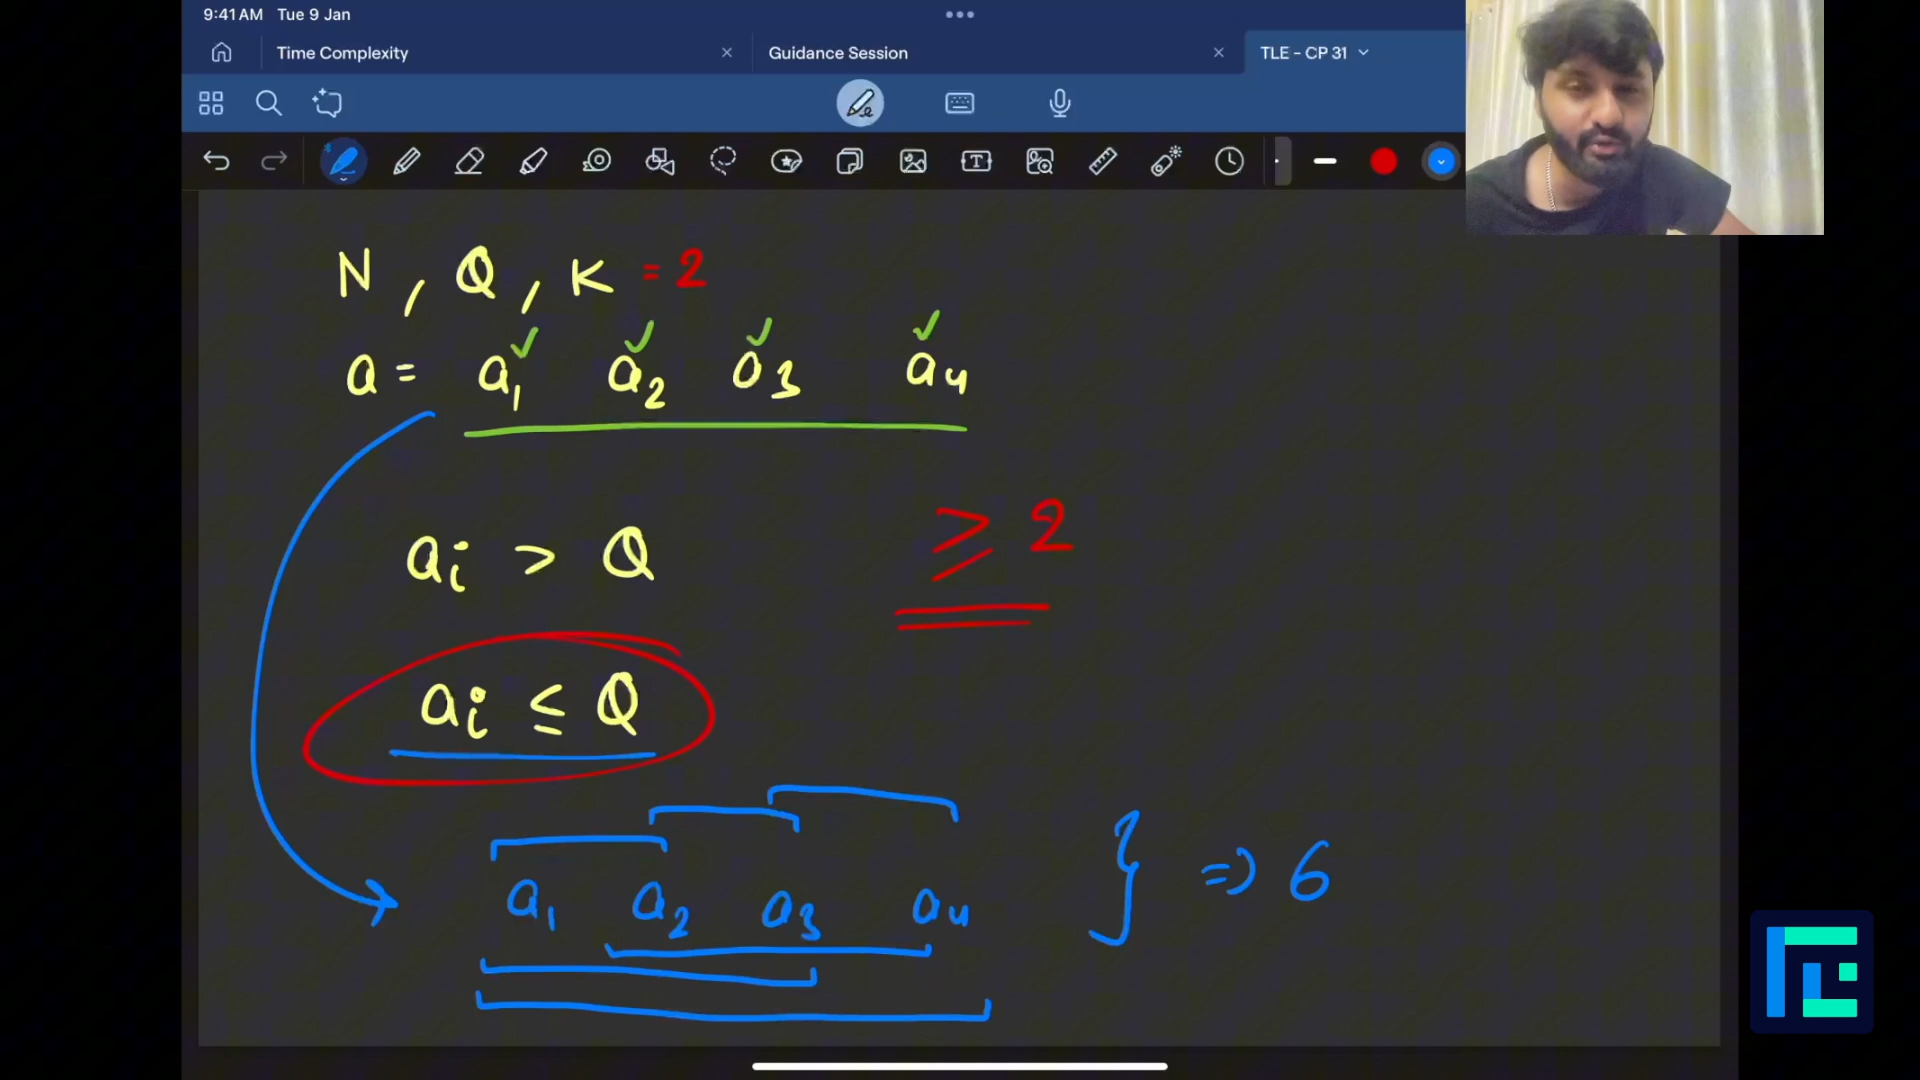 9:41 AM Tue 9 Jan
Time Complexity
Guidance Session
TLE - CP 31
N, Q, K = 2
a = a₁ a₂ a₃ a₄
aᵢ > Q
≥ 2
aᵢ ≤ Q
a₁ a₂ a₃ a₄ } => 6